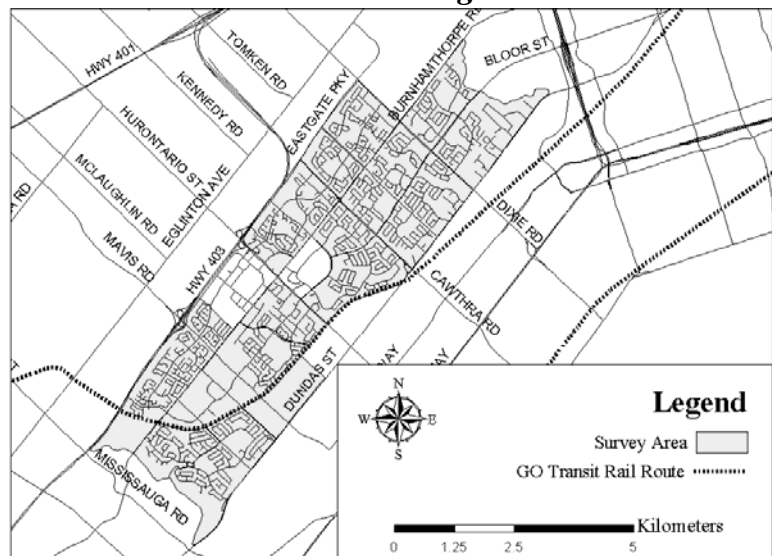 HWY 401
TOMKEN RD
KENNEDY RD
HURONTARIO ST
MCLAUGHLIN RD
MAVIS RD
EGLINTON AVE
EASTGATE PKY
BURNHAMTHORPE RD
BLOOR ST
HWY 403
DIXIE RD
CAWTHRA RD
DUNDAS ST
MISSISSAUGA RD
N
W E
S
Legend
Survey Area
GO Transit Rail Route
Kilometers
0 1.25 2.5 5